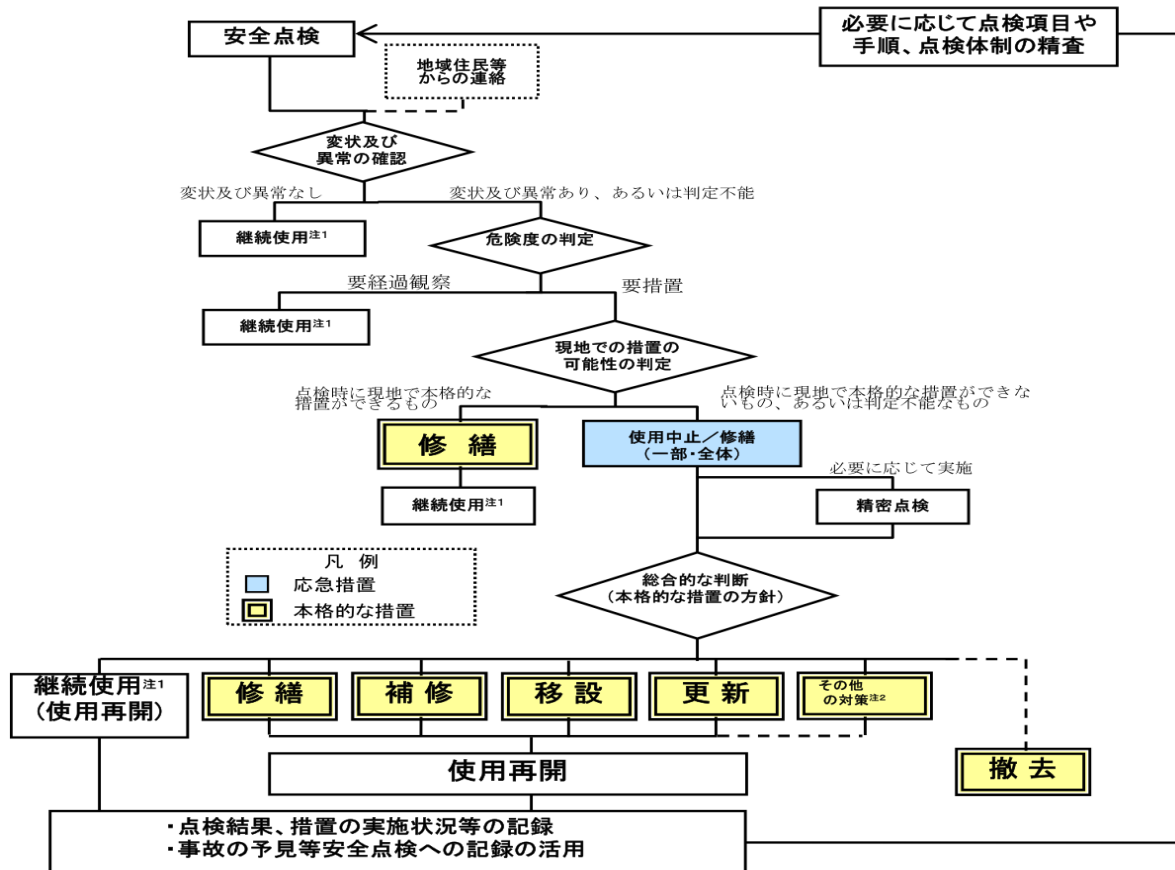 安全点検
必要に応じて点検項目や
手順、点検体制の精査
地域住民等
からの連絡
変状及び
異常の確認
変状及び異常なし
変状及び異常あり、あるいは判定不能
継続使用注1
危険度の判定
要経過観察
要措置
継続使用注1
現地での措置の
可能性の判定
点検時に現地で本格的な
措置ができるもの
点検時に現地で本格的な措置ができな
いもの、あるいは判定不能なもの
修繕
使用中止／修繕
（一部・全体）
必要に応じて実施
継続使用注1
精密点検
凡 例
応急措置
本格的な措置
総合的な判断
（本格的な措置の方針）
継続使用注1
（使用再開）
修繕
補修
移設
更新
その他
の対策注2
撤去
使用再開
・点検結果、措置の実施状況等の記録
・事故の予見等安全点検への記録の活用